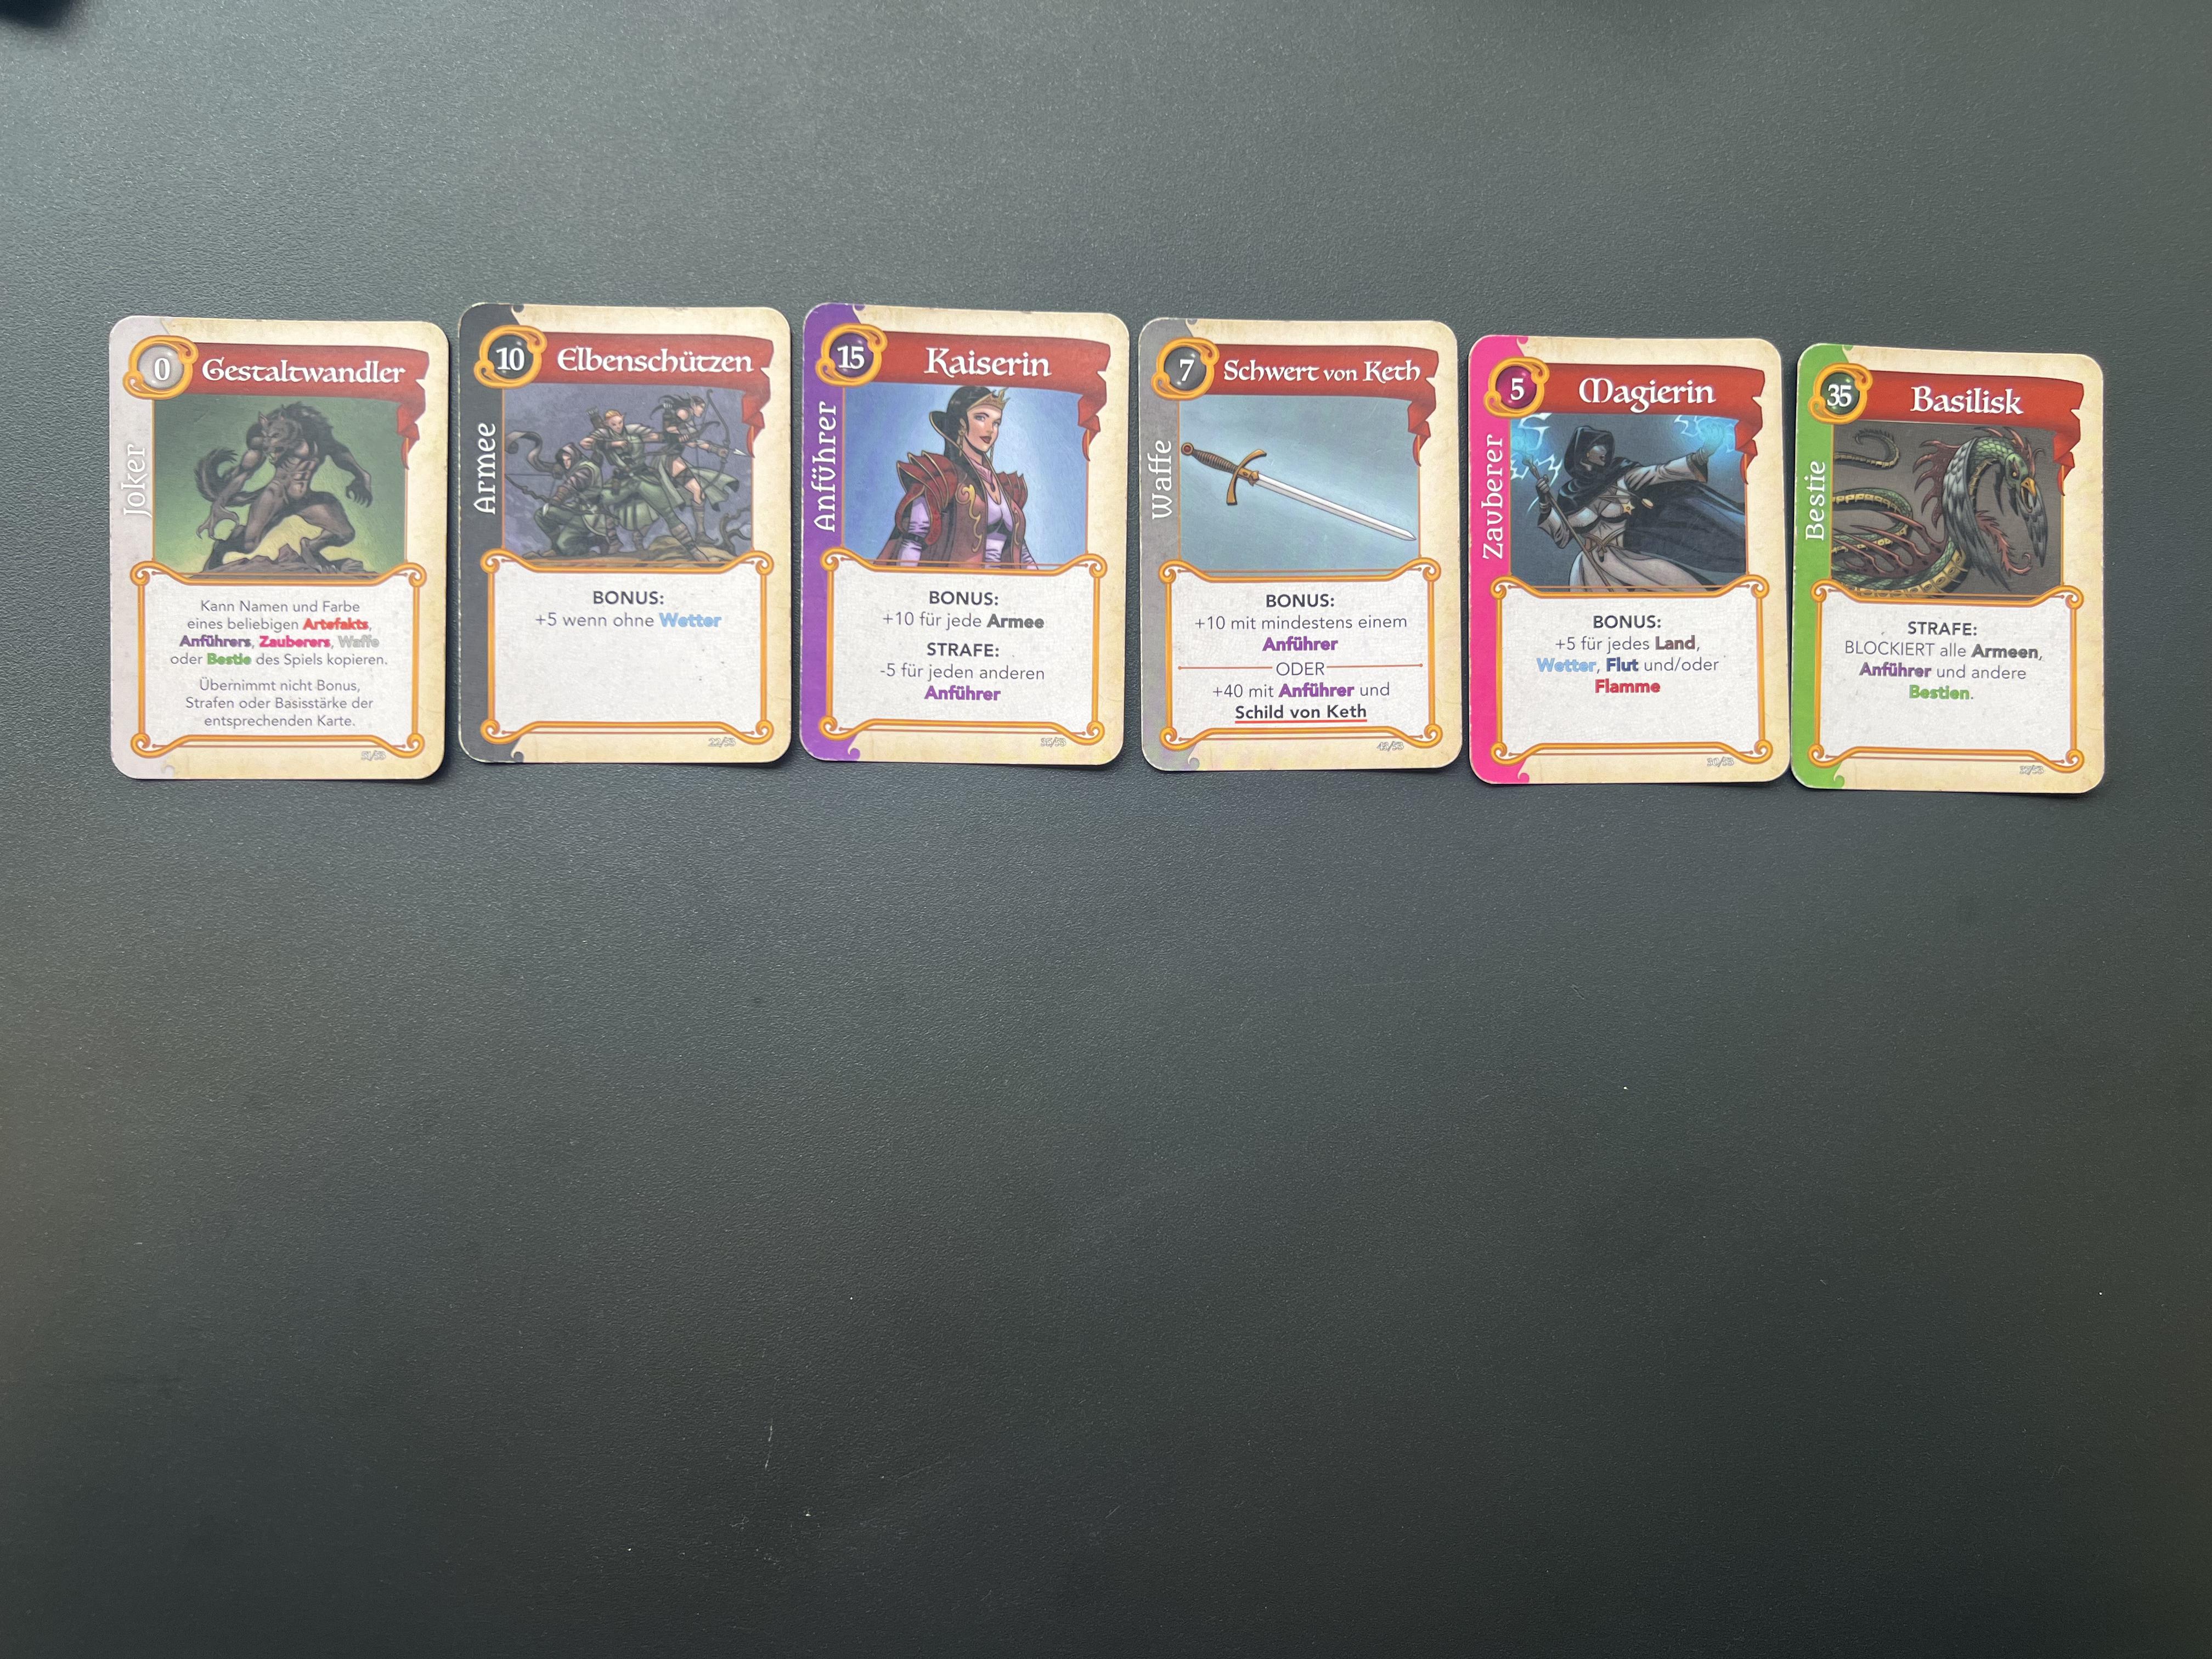 Joker
0
Gestaltwandler
Kann Namen und Farbe
eines beliebigen Artefakts,
Anführers, Zauberers, Waffe
oder Bestie des Spiels kopieren.
Übernimmt nicht Bonus,
Strafen oder Basisstärke der
entsprechenden Karte.
51/53
Armee
10
Elbenschützen
BONUS:
+5 wenn ohne Wetter
22/53
Anführer
15
Kaiserin
BONUS:
+10 für jede Armee
STRAFE:
-5 für jeden anderen
Anführer
Waffe
7
Schwert von Keth
BONUS:
+10 mit mindestens einem
Anführer
ODER
+40 mit Anführer und
Schild von Keth
Zauberer
5
Magierin
BONUS:
+5 für jedes Land,
Wetter, Flut und/oder
Flamme
Bestie
35
Basilisk
STRAFE:
BLOCKIERT alle Armeen,
Anführer und andere
Bestien.